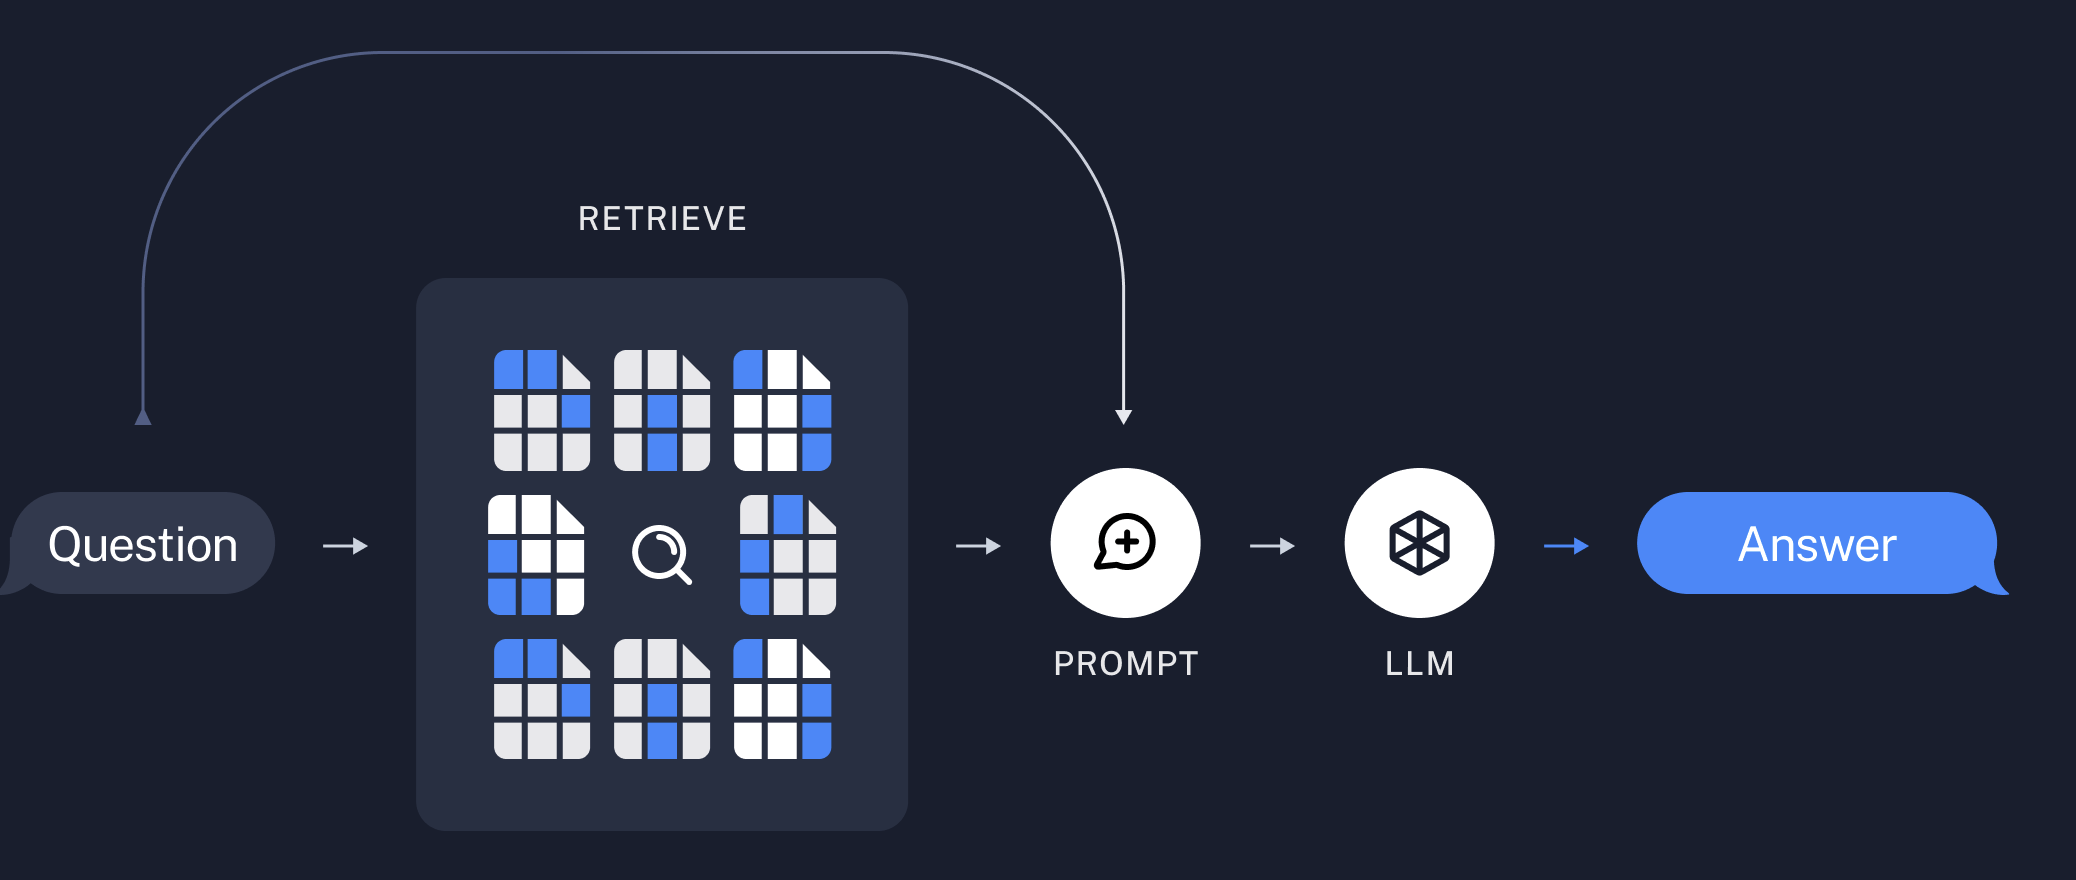 RETRIEVE
Question
Answer
PROMPT
LLM